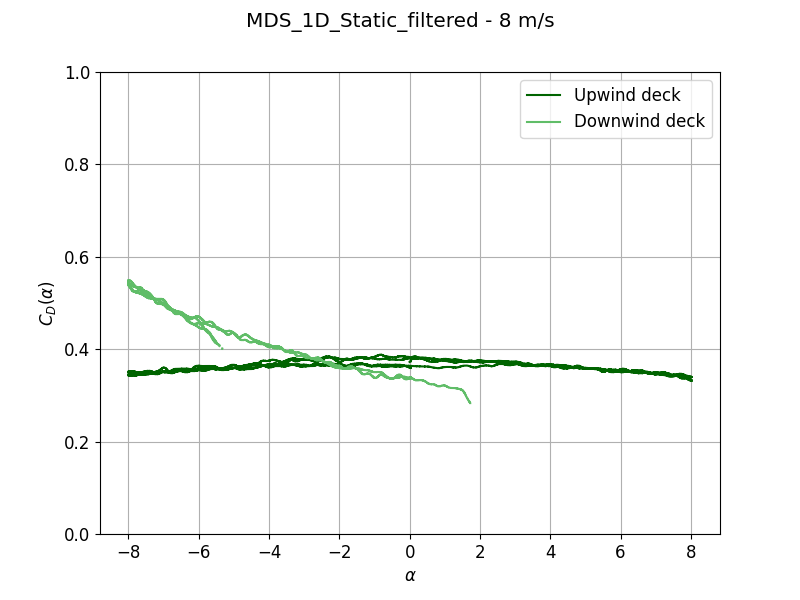 MDS_1D_Static_filtered - 8 m/s
1.0
0.8
0.6
0.4
0.2
0.0
C_D(α)
Upwind deck
Downwind deck
−8 −6 −4 −2 0 2 4 6 8
α